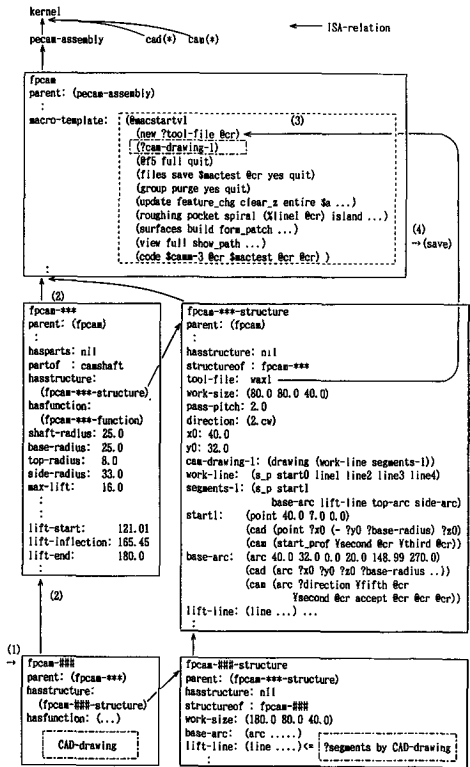 kernel
ISA-relation
pecam-assembly cad(*) cam(*)
fpcam
parent: (pecam-assembly)
:
macro-template: (@macstartvl (3)
(new ?tool-file @cr)
(?cam-drawing-1)
(@f5 full quit)
(files save $mactest @cr yes quit)
(group purge yes quit)
(update feature_chg clear_z entire $a ...)
(roughing pocket spiral (%line1 @cr) island ...)
(surfaces build form_patch ...)
(view full show_path ...)
(code $camm-3 @cr $mactest @cr @cr) )
:
(4)
→(save)
(2)
fpcam-***
parent: (fpcam)
:
hasparts: nil
partof : camshaft
hasstructure:
(fpcam-***-structure)
hasfunction:
(fpcam-***-function)
shaft-radius: 25.0
base-radius: 25.0
top-radius: 8.0
side-radius: 33.0
max-lift: 16.0
:
:
lift-start: 121.01
lift-inflection: 165.45
lift-end: 180.0
:
fpcam-***-structure
parent: (fpcam)
:
hasstructure: nil
structureof : fpcam-***
tool-file: wax1
work-size: (80.0 80.0 40.0)
pass-pitch: 2.0
direction: (2.cw)
x0: 40.0
y0: 32.0
cam-drawing-1: (drawing (work-line segments-1))
work-line: (s_p start0 line1 line2 line3 line4)
segments-1: (s_p start1
base-arc lift-line top-arc side-arc)
start1: (point 40.0 7.0 0.0)
(cad (point ?x0 (- ?y0 ?base-radius) ?z0)
(cam (start_prof ¥second @cr ¥third @cr))
base-arc: (arc 40.0 32.0 0.0 20.0 148.99 270.0)
(cad (arc ?x0 ?y0 ?z0 ?base-radius ..))
(cam (arc ?direction ¥fifth @cr
¥second @cr accept @cr @cr @cr))
lift-line: (line ...) ...
:
(2)
(1)
→
fpcam-###
parent: (fpcam-***)
hasstructure:
(fpcam-###-structure)
hasfunction: (...)
CAD-drawing
fpcam-###-structure
parent: (fpcam-***-structure)
hasstructure: nil
structureof : fpcam-###
work-size: (180.0 80.0 40.0)
base-arc: (arc .....)
lift-line: (line ....)<= ?segments by CAD-drawing
: